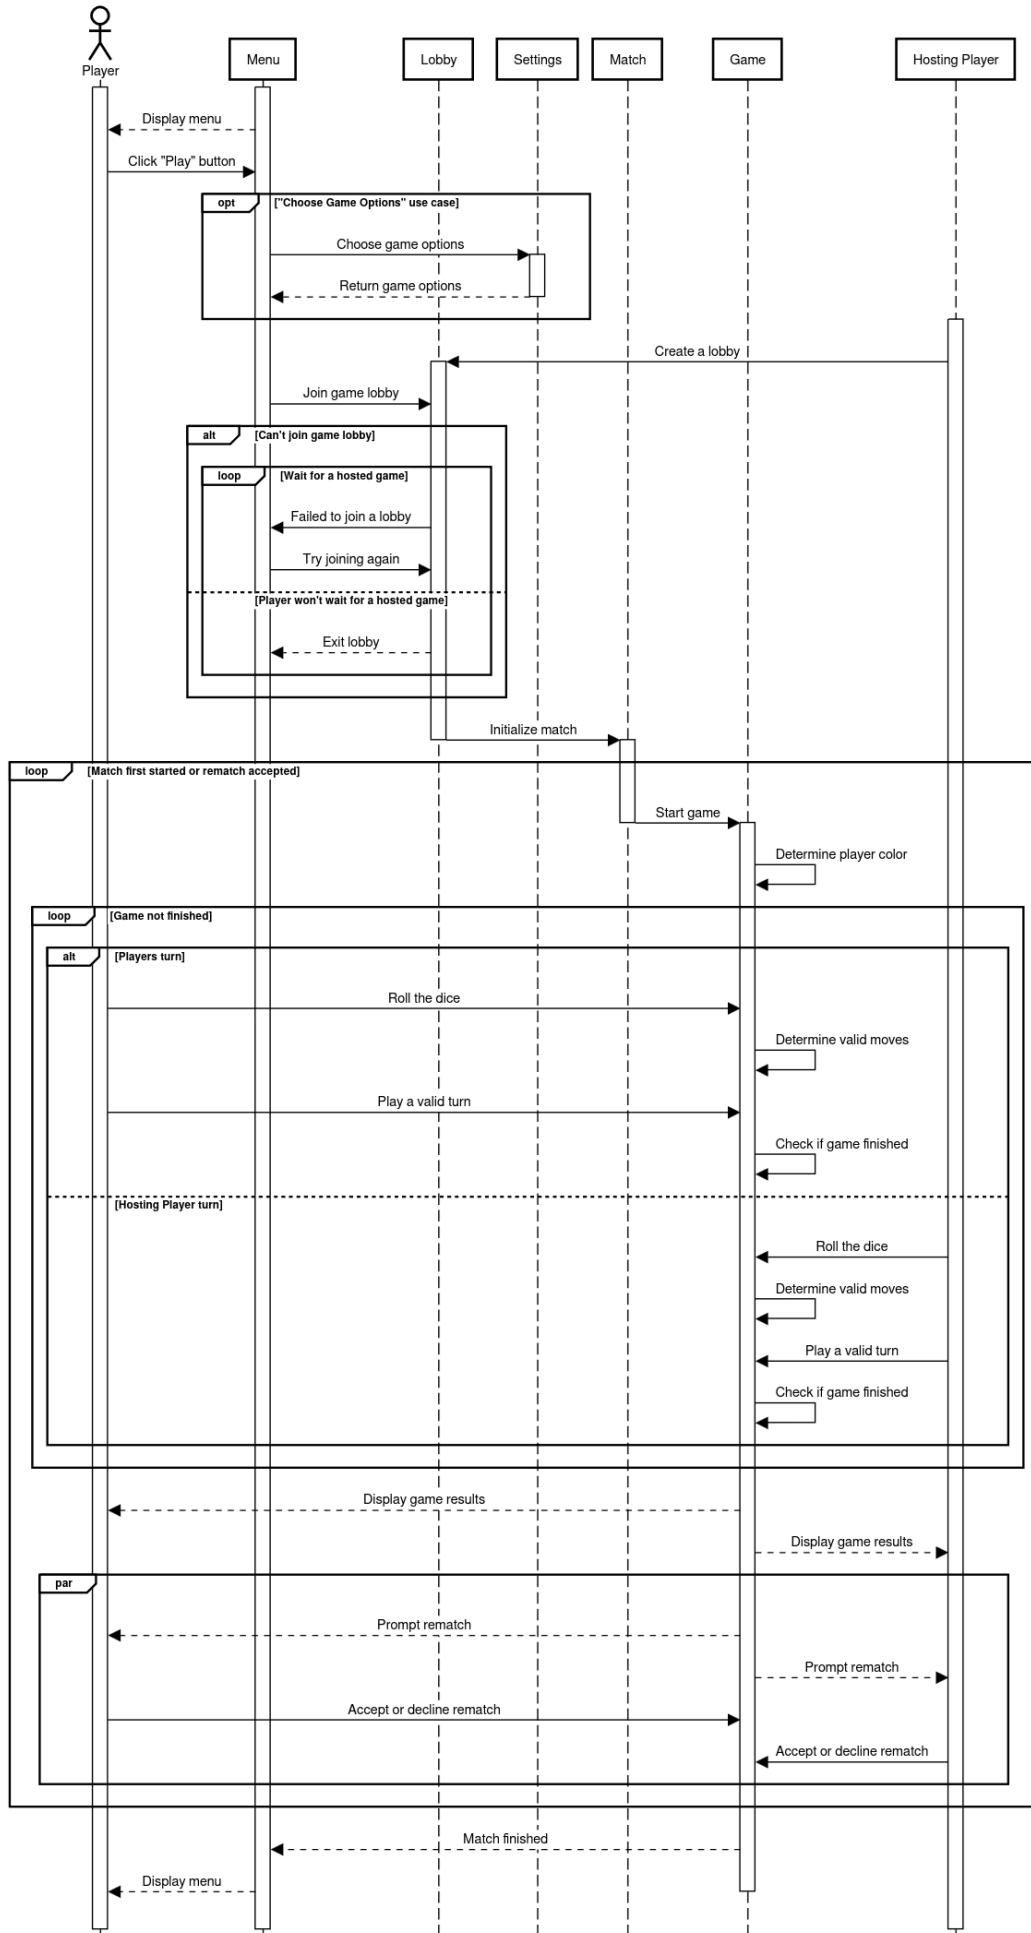 Player
Menu
Lobby
Settings
Match
Game
Hosting Player
Display menu
Click "Play" button
opt
["Choose Game Options" use case]
Choose game options
Return game options
Create a lobby
Join game lobby
alt
[Can't join game lobby]
loop
[Wait for a hosted game]
Failed to join a lobby
Try joining again
[Player won't wait for a hosted game]
Exit lobby
Initialize match
loop
[Match first started or rematch accepted]
Start game
Determine player color
loop
[Game not finished]
alt
[Players turn]
Roll the dice
Determine valid moves
Play a valid turn
Check if game finished
[Hosting Player turn]
Roll the dice
Determine valid moves
Play a valid turn
Check if game finished
Display game results
Display game results
par
Prompt rematch
Prompt rematch
Accept or decline rematch
Accept or decline rematch
Match finished
Display menu